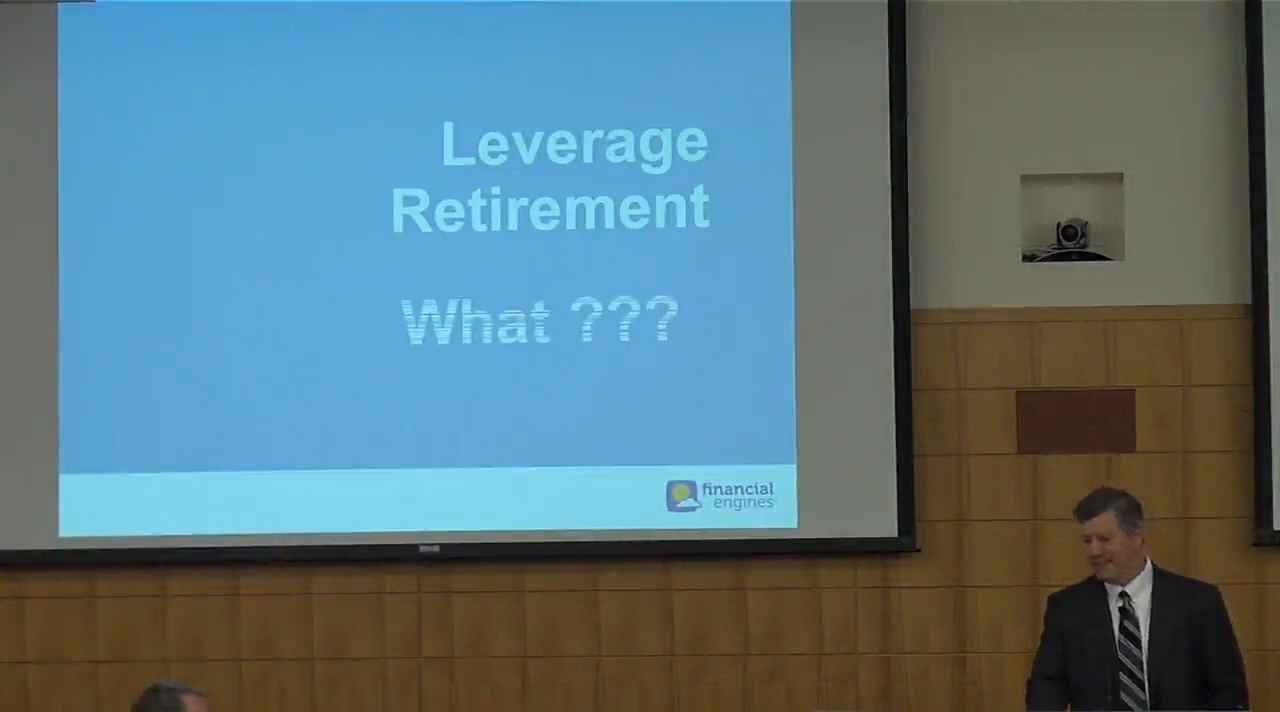 Leverage
Retirement
What ???
financial
engines